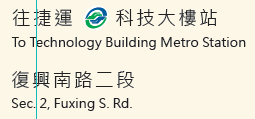 往捷運 科技大樓站
To Technology Building Metro Station
復興南路二段
Sec. 2, Fuxing S. Rd.